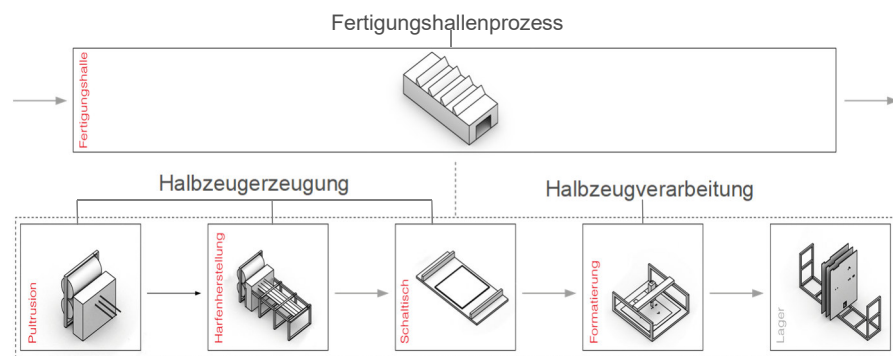 Fertigungshallenprozess
Fertigungshalle
Halbzeugerzeugung
Halbzeugverarbeitung
Pultrusion
Harfenherstellung
Schaltisch
Formatierung
Lager